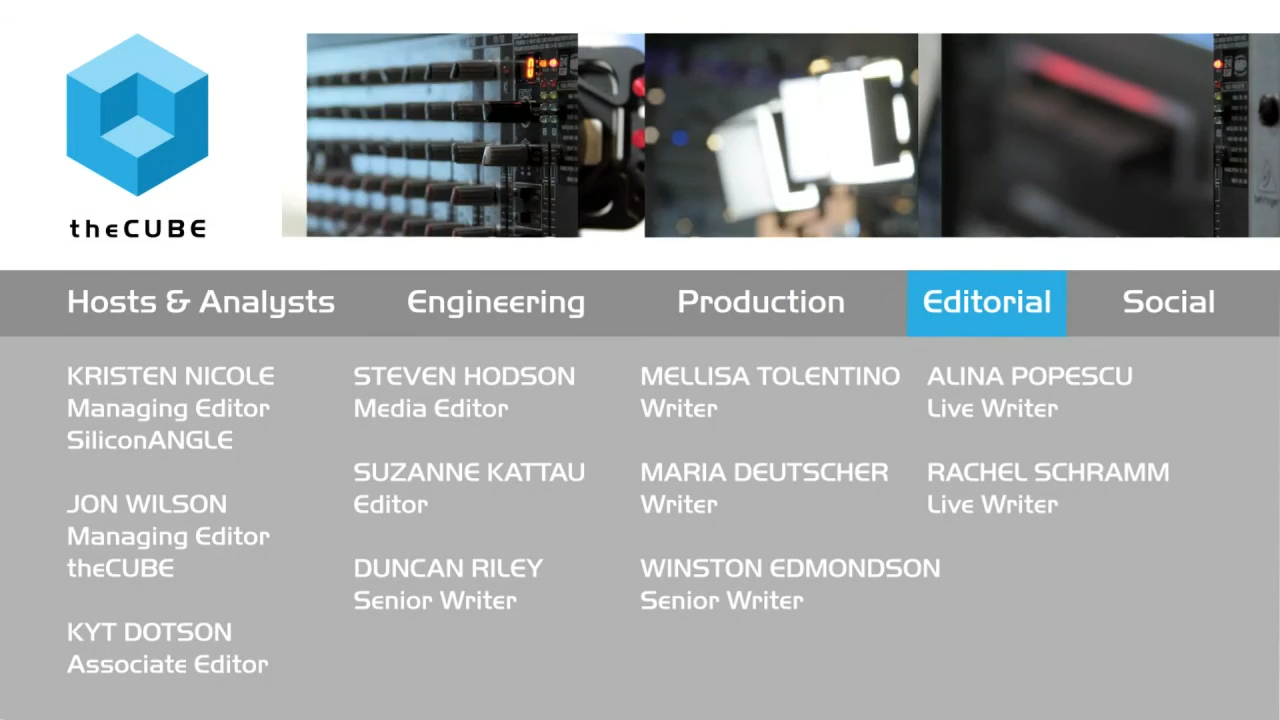 theCUBE
Hosts & Analysts
Engineering
Production
Editorial
Social
KRISTEN NICOLE
Managing Editor
SiliconANGLE
JON WILSON
Managing Editor
theCUBE
KYT DOTSON
Associate Editor
STEVEN HODSON
Media Editor
SUZANNE KATTAU
Editor
DUNCAN RILEY
Senior Writer
MELLISA TOLENTINO
Writer
MARIA DEUTSCHER
Writer
WINSTON EDMONDSON
Senior Writer
ALINA POPESCU
Live Writer
RACHEL SCHRAMM
Live Writer